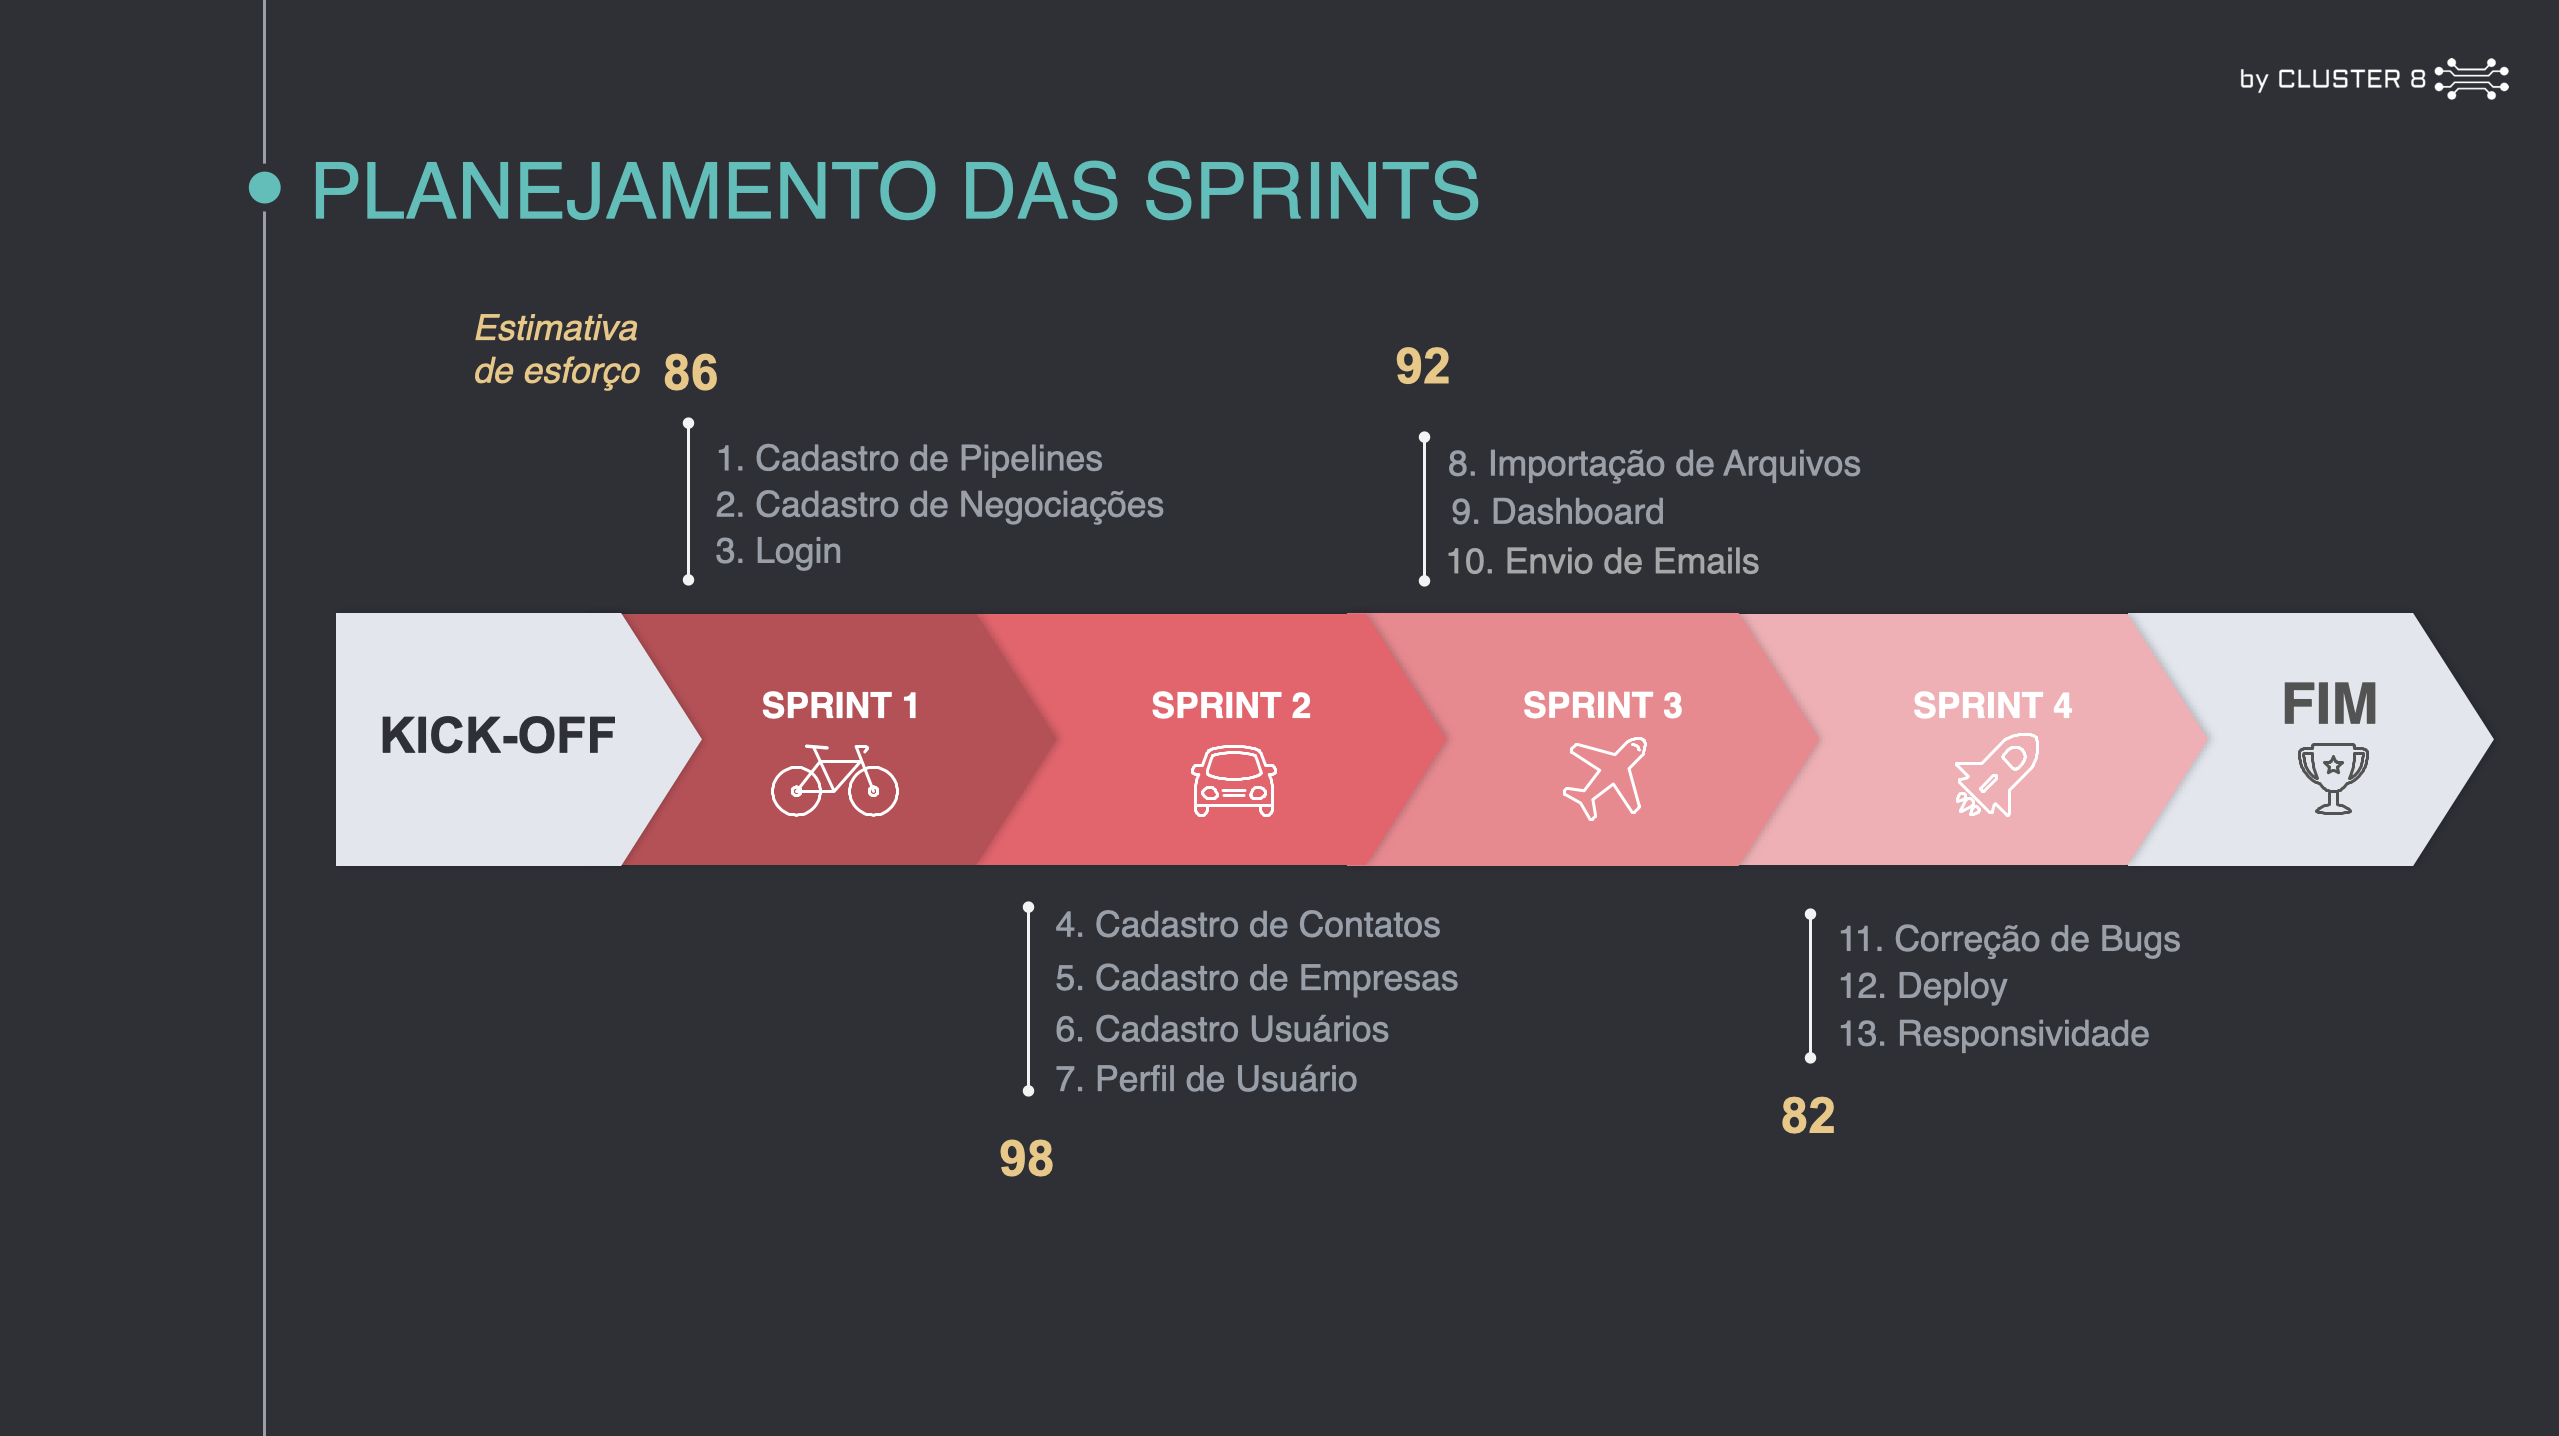 by CLUSTER 8
PLANEJAMENTO DAS SPRINTS
Estimativa
de esforço
86
1. Cadastro de Pipelines
2. Cadastro de Negociações
3. Login
92
8. Importação de Arquivos
9. Dashboard
10. Envio de Emails
KICK-OFF
SPRINT 1
SPRINT 2
SPRINT 3
SPRINT 4
FIM
4. Cadastro de Contatos
5. Cadastro de Empresas
6. Cadastro Usuários
7. Perfil de Usuário
98
11. Correção de Bugs
12. Deploy
13. Responsividade
82